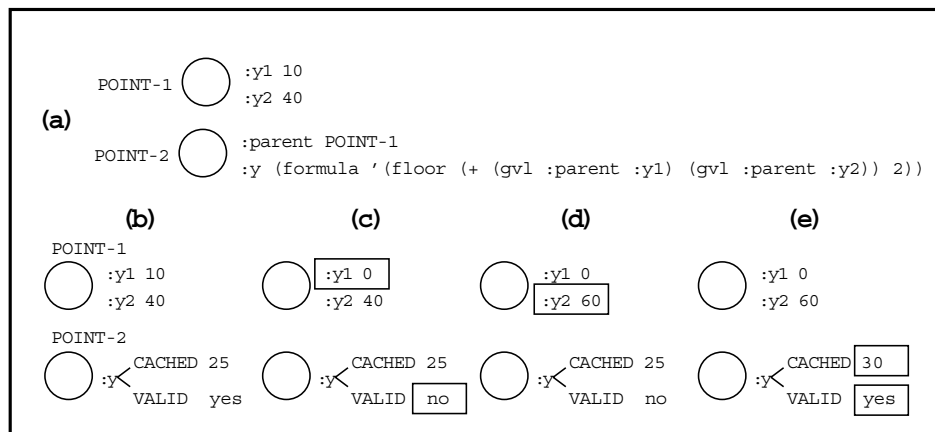 :y1 10
POINT-1
:y2 40
(a)
:parent POINT-1
POINT-2
:y (formula '(floor (+ (gvl :parent :y1) (gvl :parent :y2)) 2))
(b) (c) (d) (e)
POINT-1
:y1 10 :y1 0 :y1 0 :y1 0
:y2 40 :y2 40 :y2 60 :y2 60
POINT-2
CACHED 25 CACHED 25 CACHED 25 CACHED 30
:y :y :y :y
VALID yes VALID no VALID no VALID yes